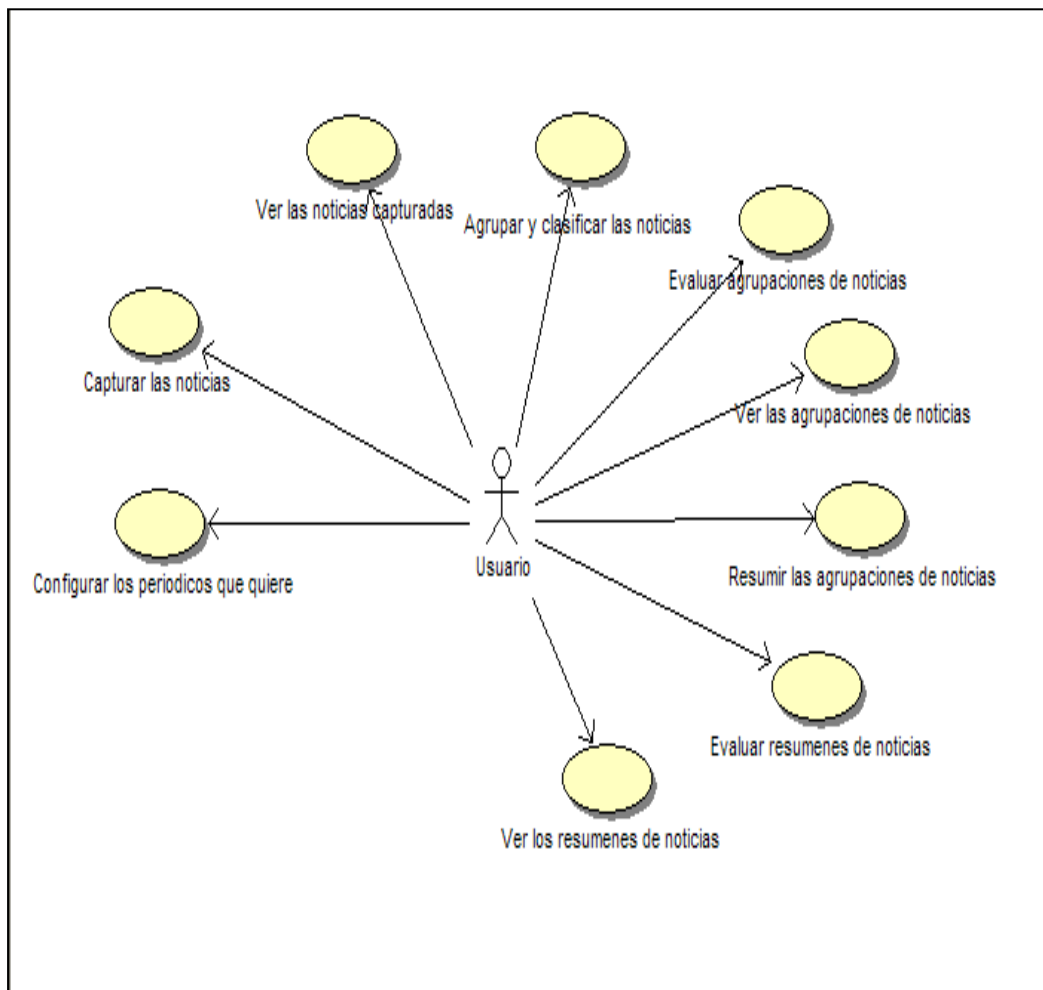 Ver las noticias capturadas
Agrupar y clasificar las noticias
Evaluar agrupaciones de noticias
Capturar las noticias
Ver las agrupaciones de noticias
Usuario
Configurar los periodicos que quiere
Resumir las agrupaciones de noticias
Evaluar resumenes de noticias
Ver los resumenes de noticias